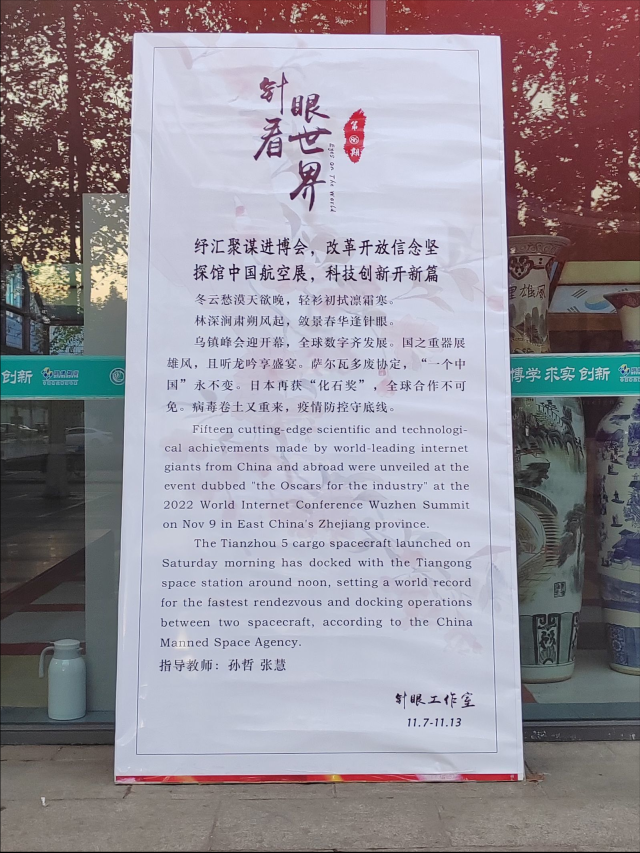 针眼看世界
Eyes on The World
第
期
纾汇聚谋进博会，改革开放信念坚
探馆中国航空展，科技创新开新篇
冬云愁漠天欲晚，轻衫初拭凛霜寒。
林深涧肃朔风起，敛景春华逢针眼。
乌镇峰会迎开幕，全球数字齐发展。国之重器展
雄风，且听龙吟享盛宴。萨尔瓦多废协定，“一个中
国”永不变。日本再获“化石奖”，全球合作不可
免。病毒卷土又重来，疫情防控守底线。
Fifteen cutting-edge scientific and technologi-
cal achievements made by world-leading internet
giants from China and abroad were unveiled at the
event dubbed "the Oscars for the industry" at the
2022 World Internet Conference Wuzhen Summit
on Nov 9 in East China's Zhejiang province.
The Tianzhou 5 cargo spacecraft launched on
Saturday morning has docked with the Tiangong
space station around noon, setting a world record
for the fastest rendezvous and docking operations
between two spacecraft, according to the China
Manned Space Agency.
指导教师：孙哲 张慧
针眼工作室
11.7-11.13
创新
博学 求实 创新
雄风